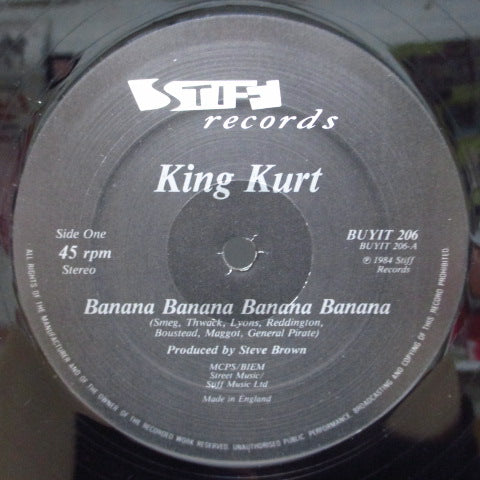 STIFF
records
King Kurt
Side One
45 rpm
Stereo
BUYIT 206
BUYIT 206-A
℗ 1984 Stiff
Records
Banana Banana Banana Banana
(Smeg, Thwack, Lyons, Reddington,
Boustead, Maggot, General Pirate)
Produced by Steve Brown
MCPS/BIEM
Street Music/
Stiff Music Ltd
Made in England
ALL RIGHTS OF THE MANUFACTURER AND OF THE OWNER OF THE RECORDED WORK RESERVED. UNAUTHORISED PUBLIC PERFORMANCE, BROADCASTING AND COPYING OF THIS RECORD PROHIBITED.